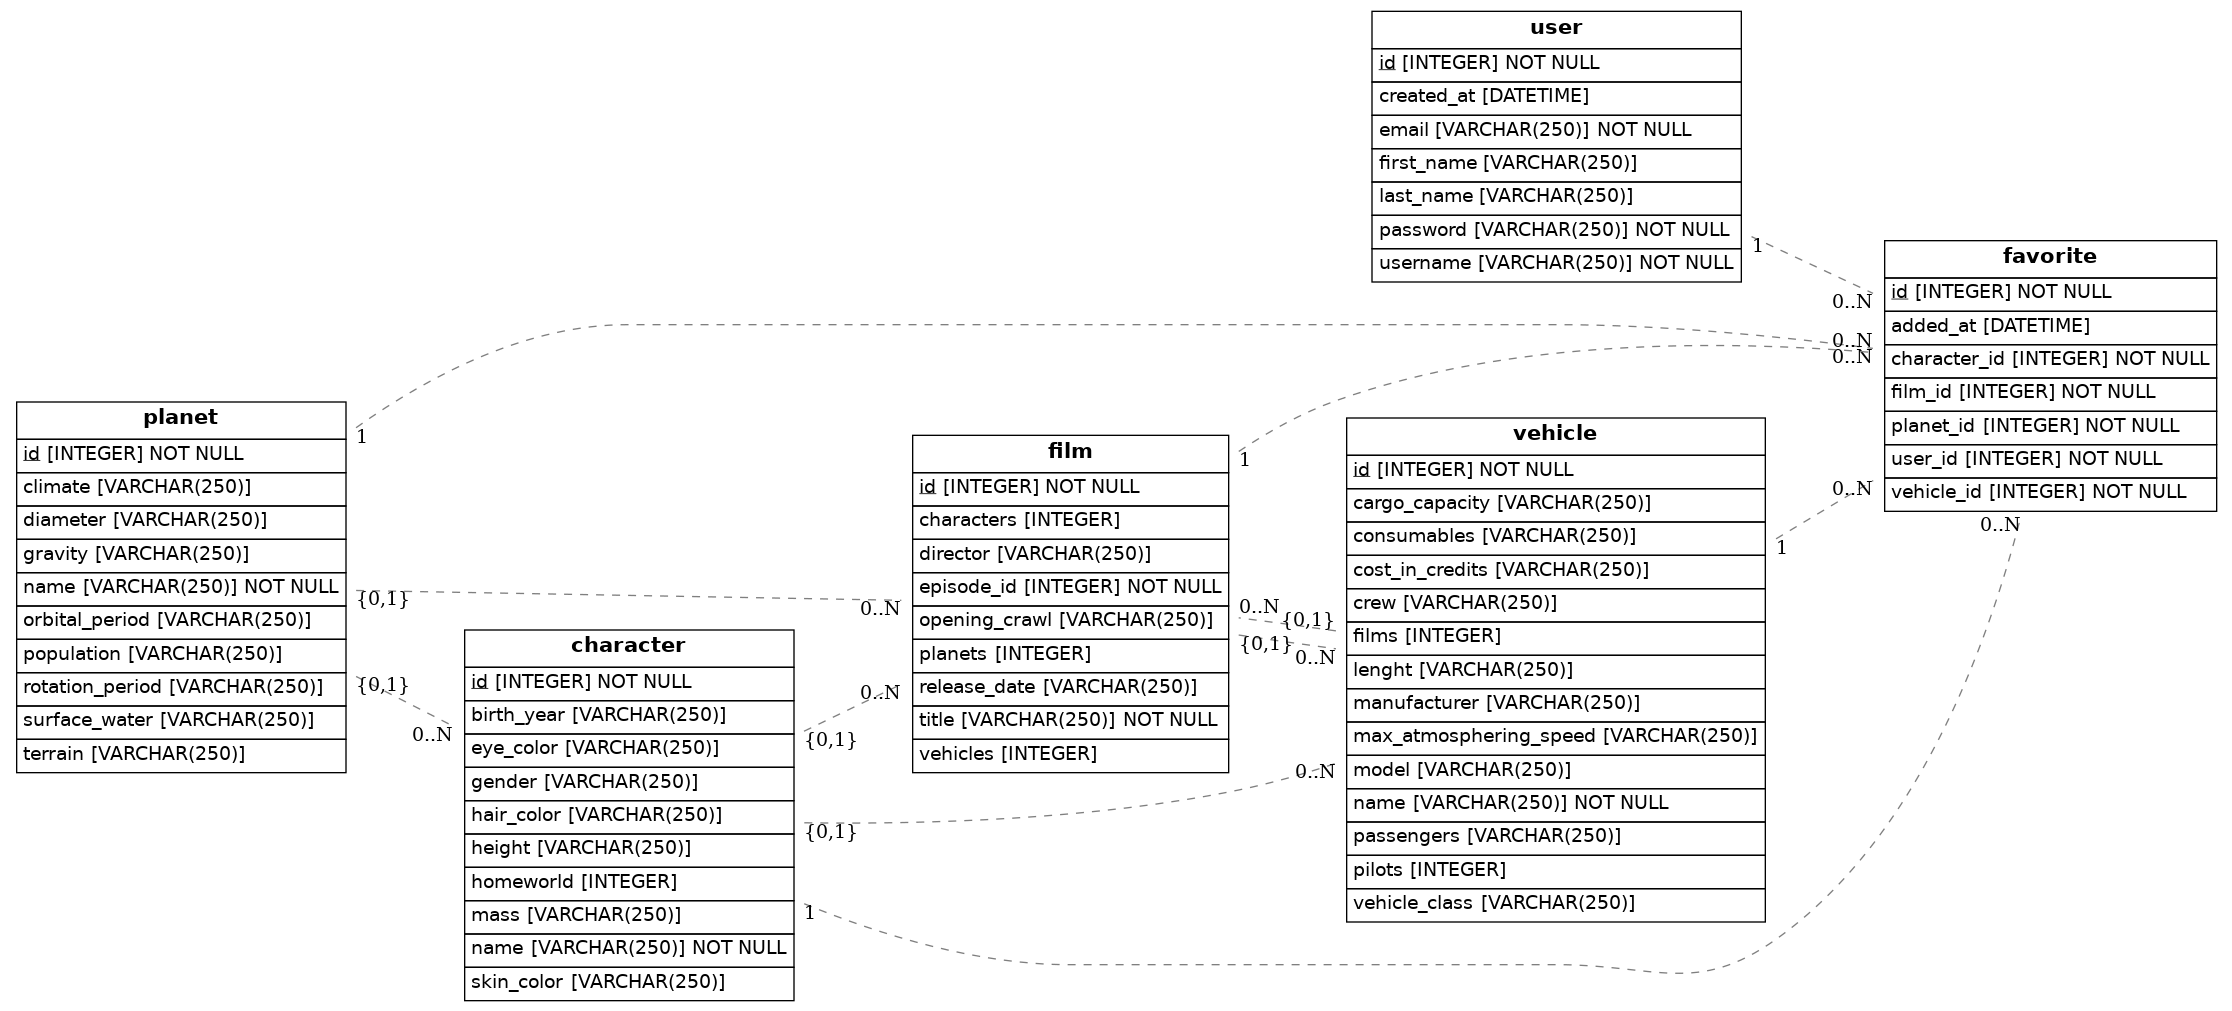 user
id [INTEGER] NOT NULL
created_at [DATETIME]
email [VARCHAR(250)] NOT NULL
first_name [VARCHAR(250)]
last_name [VARCHAR(250)]
password [VARCHAR(250)] NOT NULL
username [VARCHAR(250)] NOT NULL
1
0..N
favorite
id [INTEGER] NOT NULL
added_at [DATETIME]
character_id [INTEGER] NOT NULL
film_id [INTEGER] NOT NULL
planet_id [INTEGER] NOT NULL
user_id [INTEGER] NOT NULL
vehicle_id [INTEGER] NOT NULL
0..N
0..N
0..N
0..N
planet
id [INTEGER] NOT NULL
climate [VARCHAR(250)]
diameter [VARCHAR(250)]
gravity [VARCHAR(250)]
name [VARCHAR(250)] NOT NULL
orbital_period [VARCHAR(250)]
population [VARCHAR(250)]
rotation_period [VARCHAR(250)]
surface_water [VARCHAR(250)]
terrain [VARCHAR(250)]
1
{0,1}
0..N
{0,1}
0..N
character
id [INTEGER] NOT NULL
birth_year [VARCHAR(250)]
eye_color [VARCHAR(250)]
gender [VARCHAR(250)]
hair_color [VARCHAR(250)]
height [VARCHAR(250)]
homeworld [INTEGER]
mass [VARCHAR(250)]
name [VARCHAR(250)] NOT NULL
skin_color [VARCHAR(250)]
0..N
{0,1}
{0,1}
0..N
1
film
id [INTEGER] NOT NULL
characters [INTEGER]
director [VARCHAR(250)]
episode_id [INTEGER] NOT NULL
opening_crawl [VARCHAR(250)]
planets [INTEGER]
release_date [VARCHAR(250)]
title [VARCHAR(250)] NOT NULL
vehicles [INTEGER]
1
0..N
{0,1}
{0,1}
0..N
vehicle
id [INTEGER] NOT NULL
cargo_capacity [VARCHAR(250)]
consumables [VARCHAR(250)]
cost_in_credits [VARCHAR(250)]
crew [VARCHAR(250)]
films [INTEGER]
lenght [VARCHAR(250)]
manufacturer [VARCHAR(250)]
max_atmosphering_speed [VARCHAR(250)]
model [VARCHAR(250)]
name [VARCHAR(250)] NOT NULL
passengers [VARCHAR(250)]
pilots [INTEGER]
vehicle_class [VARCHAR(250)]
1